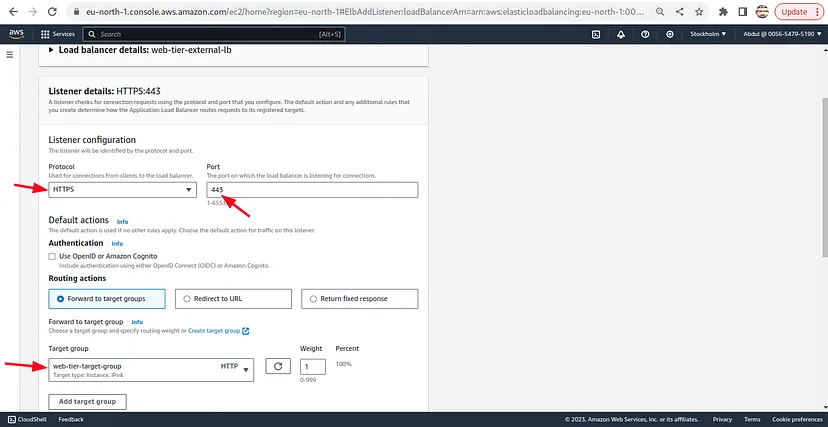 eu-north-1.console.aws.amazon.com/ec2/home?region=eu-north-1#ElbAddListener:loadBalancerArn=arn:aws:elasticloadbalancing:eu-north-1:00...
Update
aws
Services
Search
[Alt+S]
Stockholm
Abdul @ 0056-5479-5190
Load balancer details: web-tier-external-lb
Listener details: HTTPS:443
A listener checks for connection requests using the protocol and port that you configure. The default action and any additional rules that
you create determine how the Application Load Balancer routes requests to its registered targets.
Listener configuration
The listener will be identified by the protocol and port.
Protocol
Used for connections from clients to the load balancer.
HTTPS
Port
The port on which the load balancer is listening for connections.
443
Default actions Info
The default action is used if no other rules apply. Choose the default action for traffic on this listener.
Authentication Info
Use OpenID or Amazon Cognito
Include authentication using either OpenID Connect (OIDC) or Amazon Cognito.
Routing actions
Forward to target groups
Redirect to URL
Return fixed response
Forward to target group Info
Choose a target group and specify routing weight or Create target group
Target group
web-tier-target-group
Target type: Instance, IPv4
HTTP
Weight
1
0-999
Percent
100%
Add target group
CloudShell
Feedback
© 2023, Amazon Web Services, Inc. or its affiliates.
Privacy
Terms
Cookie preferences